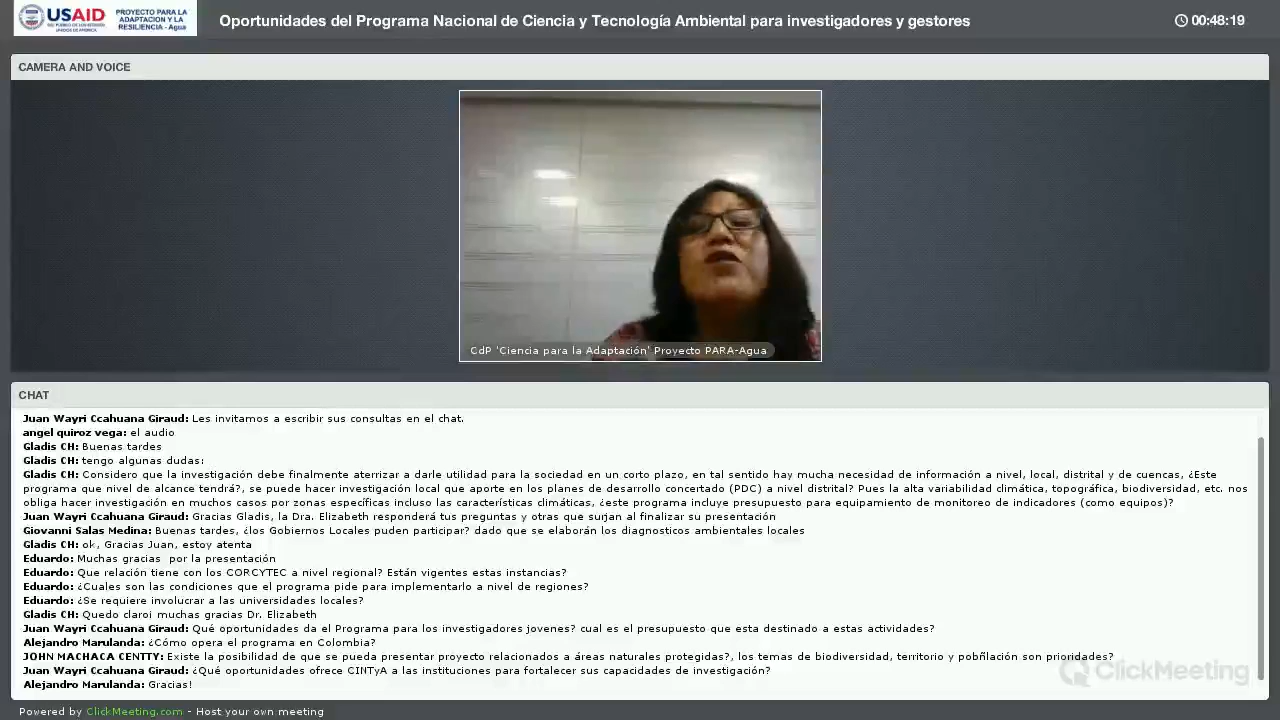 USAID
PROYECTO PARA LA
ADAPTACIÓN Y LA
RESILIENCIA - Agua
Oportunidades del Programa Nacional de Ciencia y Tecnología Ambiental para investigadores y gestores
00:48:19
CAMERA AND VOICE
CdP 'Ciencia para la Adaptación' Proyecto PARA-Agua
CHAT
Juan Wayri Ccahuana Giraud: Les invitamos a escribir sus consultas en el chat.
angel quiroz vega: el audio
Gladis CH: Buenas tardes
Gladis CH: tengo algunas dudas:
Gladis CH: Considero que la investigación debe finalmente aterrizar a darle utilidad para la sociedad en un corto plazo, en tal sentido hay mucha necesidad de información a nivel, local, distrital y de cuencas, ¿Este
programa que nivel de alcance tendrá?, se puede hacer investigación local que aporte en los planes de desarrollo concertado (PDC) a nivel distrital? Pues la alta variabilidad climática, topográfica, biodiversidad, etc. nos
obliga hacer investigación en muchos casos por zonas específicas incluso las características climáticas, ¿este programa incluye presupuesto para equipamiento de monitoreo de indicadores (como equipos)?
Juan Wayri Ccahuana Giraud: Gracias Gladis, la Dra. Elizabeth responderá tus preguntas y otras que surjan al finalizar su presentación
Giovanni Salas Medina: Buenas tardes, ¿los Gobiernos Locales puden participar? dado que se elaborán los diagnosticos ambientales locales
Gladis CH: ok, Gracias Juan, estoy atenta
Eduardo: Muchas gracias  por la presentación
Eduardo: Que relación tiene con los CORCYTEC a nivel regional? Están vigentes estas instancias?
Eduardo: ¿Cuales son las condiciones que el programa pide para implementarlo a nivel de regiones?
Eduardo: ¿Se requiere involucrar a las universidades locales?
Gladis CH: Quedo claroi muchas gracias Dr. Elizabeth
Juan Wayri Ccahuana Giraud: Qué oportunidades da el Programa para los investigadores jovenes? cual es el presupuesto que esta destinado a estas actividades?
Alejandro Marulanda: ¿Cómo opera el programa en Colombia?
JOHN MACHACA CENTTY: Existe la posibilidad de que se pueda presentar proyecto relacionados a áreas naturales protegidas?, los temas de biodiversidad, territorio y pobñlación son prioridades?
Juan Wayri Ccahuana Giraud: ¿Qué oportunidades ofrece CINTyA a las instituciones para fortalecer sus capacidades de investigación?
Alejandro Marulanda: Gracias!
ClickMeeting
Powered by ClickMeeting.com - Host your own meeting